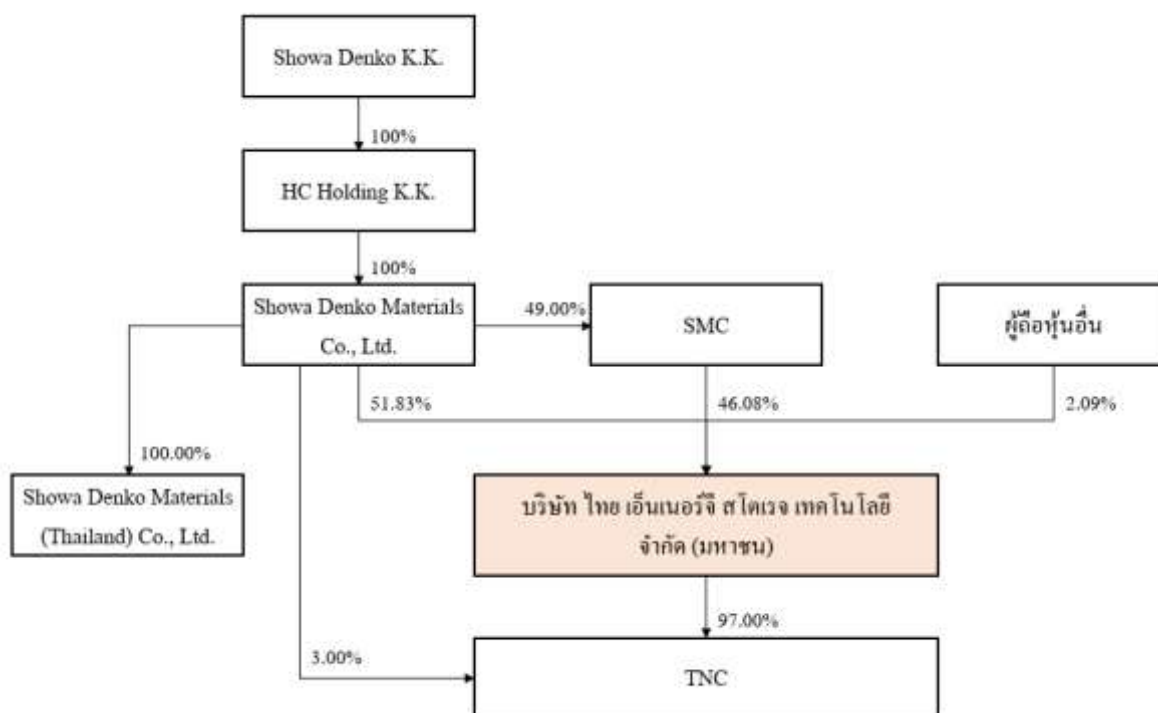 Showa Denko K.K.
100%
HC Holding K.K.
100%
Showa Denko Materials
Co., Ltd.
49.00%
SMC
ผู้ถือหุ้นอื่น
51.83%
46.08%
2.09%
100.00%
Showa Denko Materials
(Thailand) Co., Ltd.
บริษัท ไทย เอ็นเนอร์จี สโตเรจ เทคโนโลยี
จำกัด (มหาชน)
97.00%
3.00%
TNC